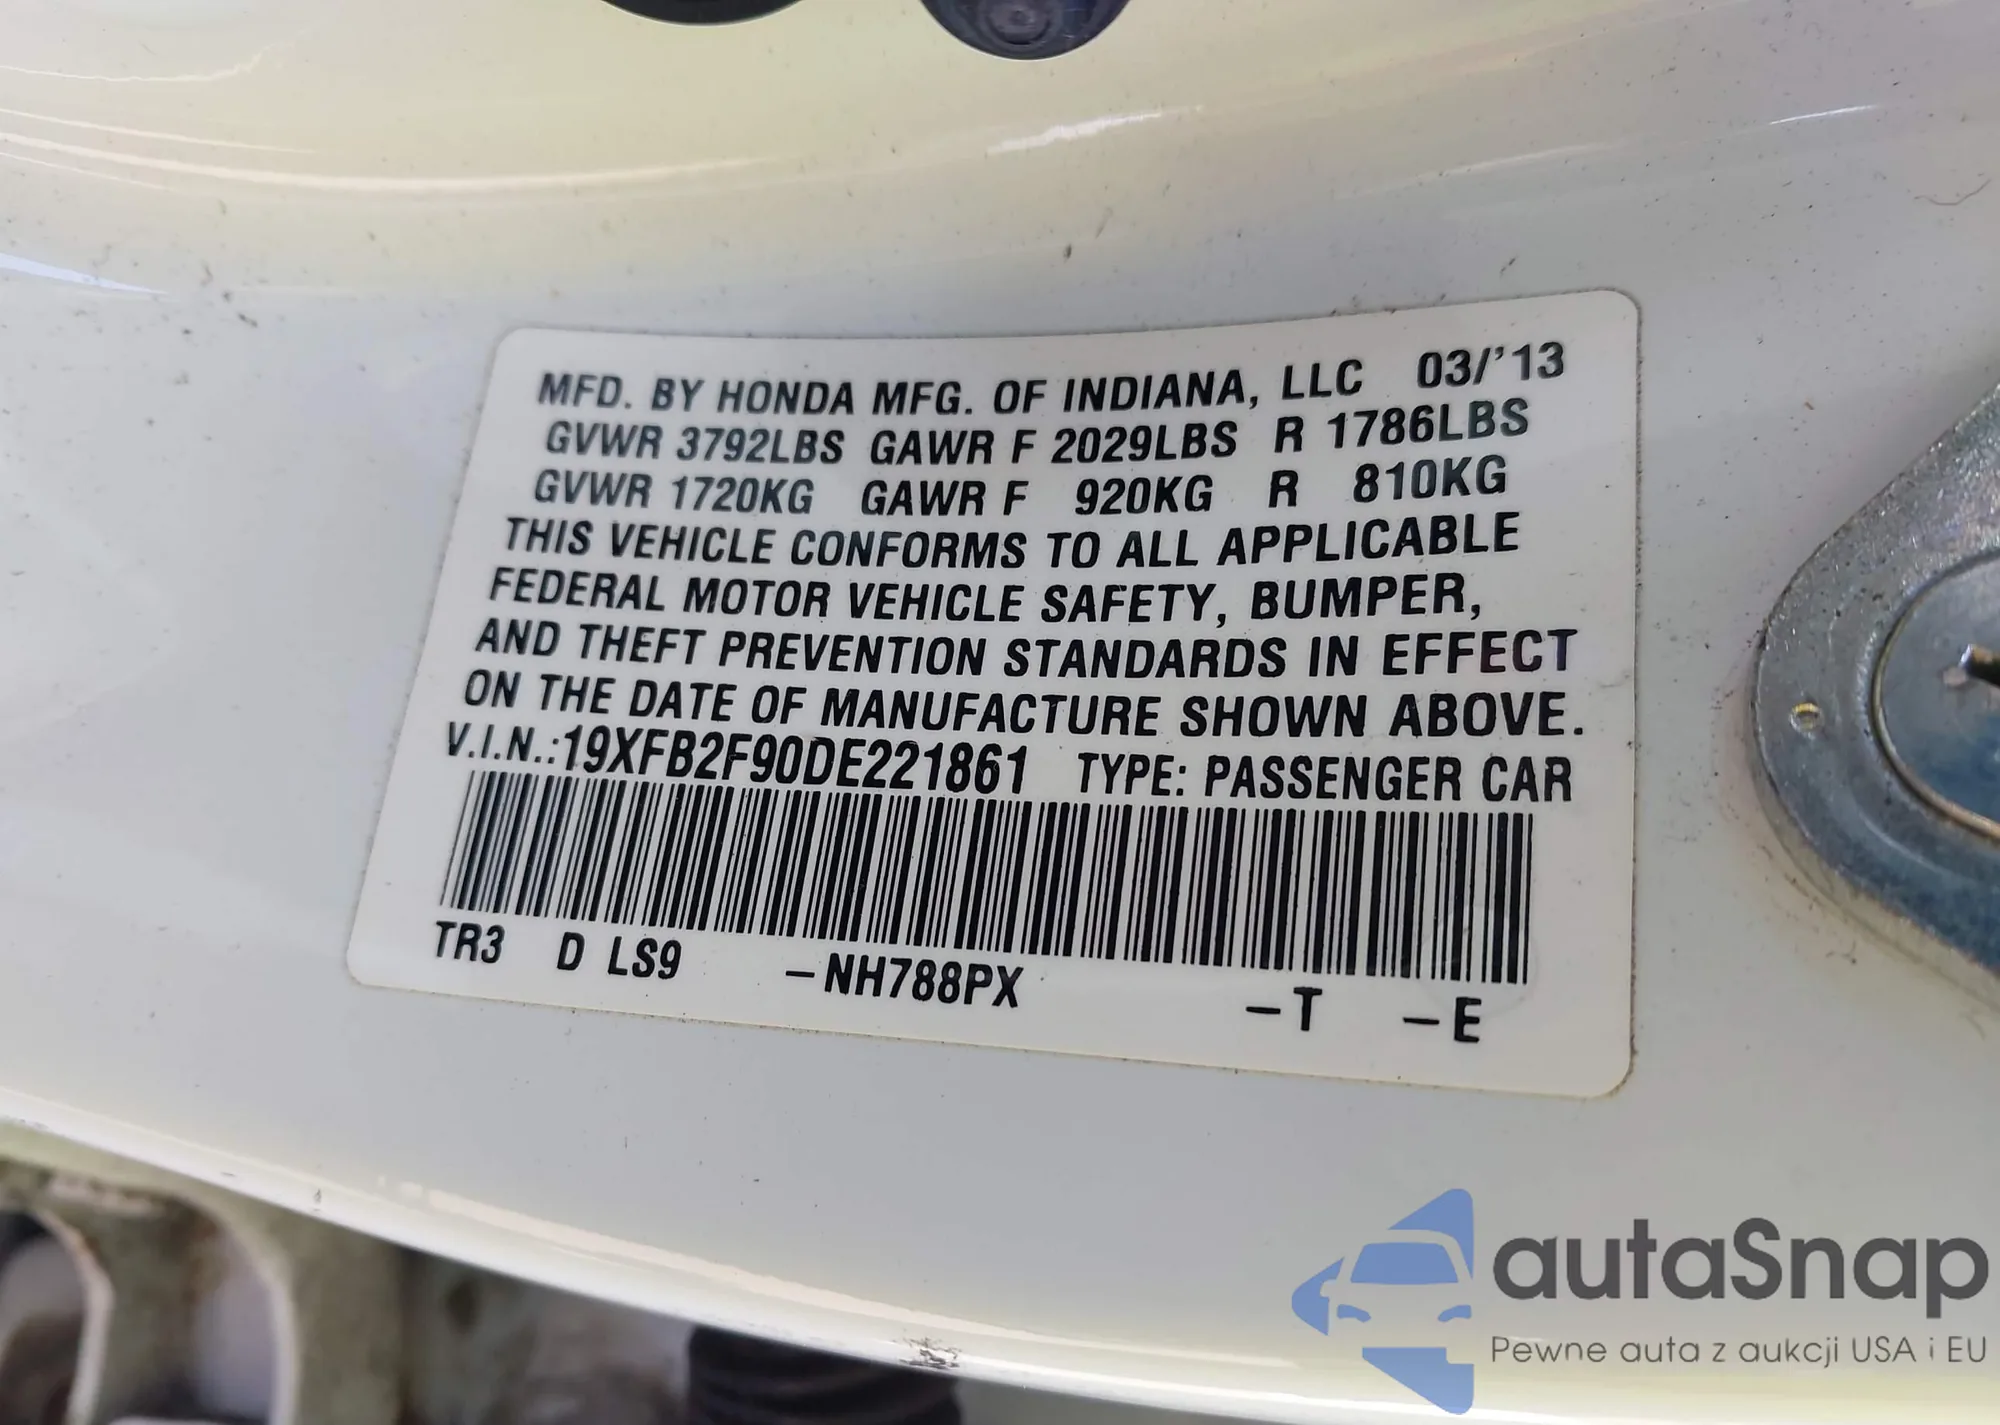 MFD. BY HONDA MFG. OF INDIANA, LLC 03/'13
GVWR 3792LBS GAWR F 2029LBS R 1786LBS
GVWR 1720KG GAWR F 920KG R 810KG
THIS VEHICLE CONFORMS TO ALL APPLICABLE
FEDERAL MOTOR VEHICLE SAFETY, BUMPER,
AND THEFT PREVENTION STANDARDS IN EFFECT
ON THE DATE OF MANUFACTURE SHOWN ABOVE.
V.I.N.:19XFB2F90DE221861 TYPE: PASSENGER CAR
TR3 D LS9 -NH788PX -T -E
autaSnap
Pewne auta z aukcji USA i EU